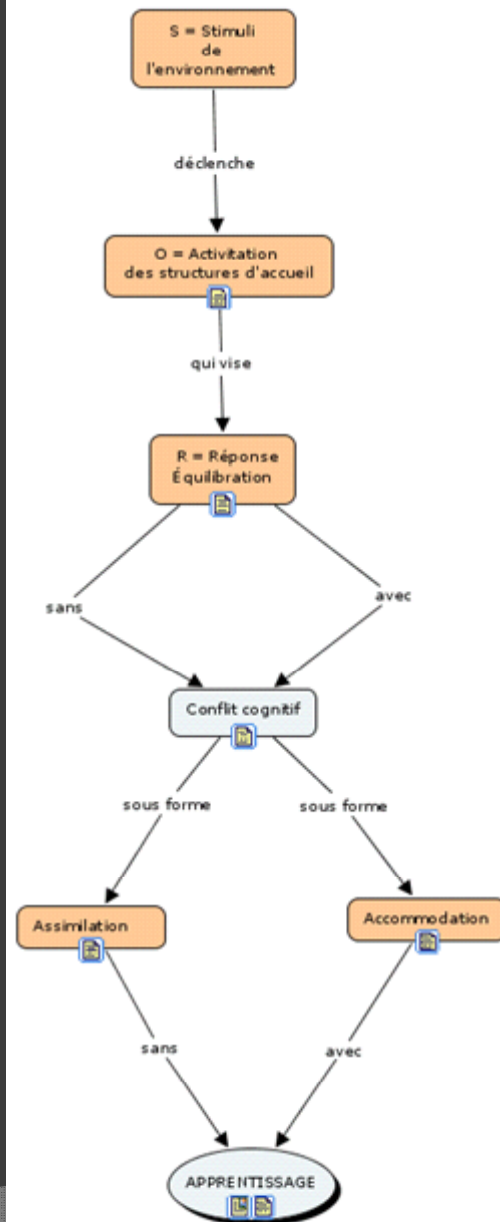 S = Stimuli
de
l'environnement
déclenche
O = Activitation
des structures d'accueil
qui vise
R = Réponse
Équilibration
sans
avec
Conflit cognitif
sous forme
sous forme
Assimilation
Accommodation
sans
avec
APPRENTISSAGE